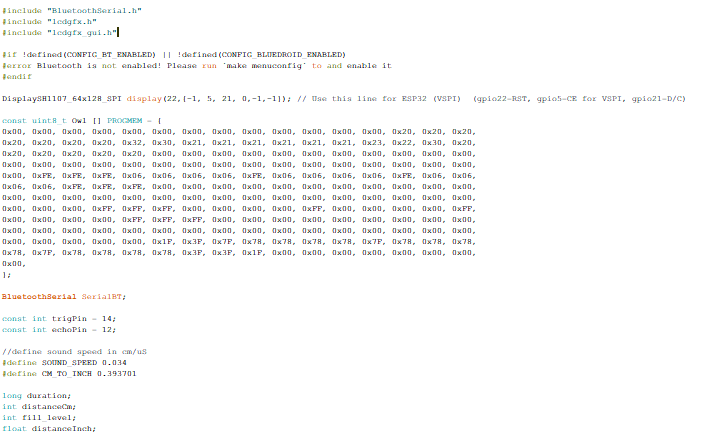 #include "BluetoothSerial.h"
#include "lcdgfx.h"
#include "lcdgfx_gui.h"
#if !defined(CONFIG_BT_ENABLED) || !defined(CONFIG_BLUEDROID_ENABLED)
#error Bluetooth is not enabled! Please run `make menuconfig` to and enable it
#endif
DisplaySH1107_64x128_SPI display(22,{-1, 5, 21, 0,-1,-1}); // Use this line for ESP32 (VSPI)  (gpio22=RST, gpio5=CE for VSPI, gpio21=D/C)
const uint8_t Owl [] PROGMEM = {
0x00, 0x00, 0x00, 0x00, 0x00, 0x00, 0x00, 0x00, 0x00, 0x00, 0x00, 0x00, 0x00, 0x20, 0x20, 0x20,
0x20, 0x20, 0x20, 0x20, 0x32, 0x30, 0x21, 0x21, 0x21, 0x21, 0x21, 0x21, 0x23, 0x22, 0x30, 0x20,
0x20, 0x20, 0x20, 0x20, 0x20, 0x00, 0x00, 0x00, 0x00, 0x00, 0x00, 0x00, 0x00, 0x00, 0x00, 0x00,
0x00, 0x00, 0x00, 0x00, 0x00, 0x00, 0x00, 0x00, 0x00, 0x00, 0x00, 0x00, 0x00, 0x00, 0x00, 0x00,
0x00, 0xFE, 0xFE, 0xFE, 0x06, 0x06, 0x06, 0x06, 0xFE, 0x06, 0x06, 0x06, 0x06, 0xFE, 0x06, 0x06,
0x06, 0x06, 0xFE, 0xFE, 0xFE, 0x00, 0x00, 0x00, 0x00, 0x00, 0x00, 0x00, 0x00, 0x00, 0x00, 0x00,
0x00, 0x00, 0x00, 0x00, 0x00, 0x00, 0x00, 0x00, 0x00, 0x00, 0x00, 0x00, 0x00, 0x00, 0x00, 0x00,
0x00, 0x00, 0x00, 0xFF, 0xFF, 0xFF, 0x00, 0x00, 0x00, 0x00, 0xFF, 0x00, 0x00, 0x00, 0x00, 0xFF,
0x00, 0x00, 0x00, 0x00, 0xFF, 0xFF, 0xFF, 0x00, 0x00, 0x00, 0x00, 0x00, 0x00, 0x00, 0x00, 0x00,
0x00, 0x00, 0x00, 0x00, 0x00, 0x00, 0x00, 0x00, 0x00, 0x00, 0x00, 0x00, 0x00, 0x00, 0x00, 0x00,
0x00, 0x00, 0x00, 0x00, 0x00, 0x1F, 0x3F, 0x7F, 0x78, 0x78, 0x78, 0x78, 0x7F, 0x78, 0x78, 0x78,
0x78, 0x7F, 0x78, 0x78, 0x78, 0x78, 0x3F, 0x3F, 0x1F, 0x00, 0x00, 0x00, 0x00, 0x00, 0x00, 0x00,
0x00,
};
BluetoothSerial SerialBT;
const int trigPin = 14;
const int echoPin = 12;
//define sound speed in cm/uS
#define SOUND_SPEED 0.034
#define CM_TO_INCH 0.393701
long duration;
int distanceCm;
int fill_level;
float distanceInch;